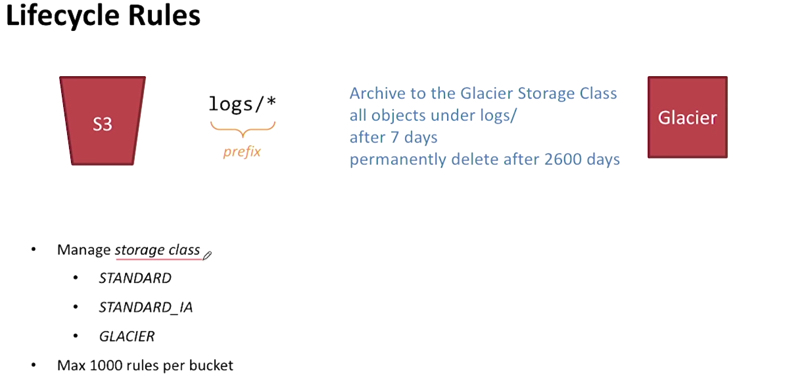 Lifecycle Rules
S3
logs/*
prefix
Archive to the Glacier Storage Class
all objects under logs/
after 7 days
permanently delete after 2600 days
Glacier
• Manage storage class
• STANDARD
• STANDARD_IA
• GLACIER
• Max 1000 rules per bucket